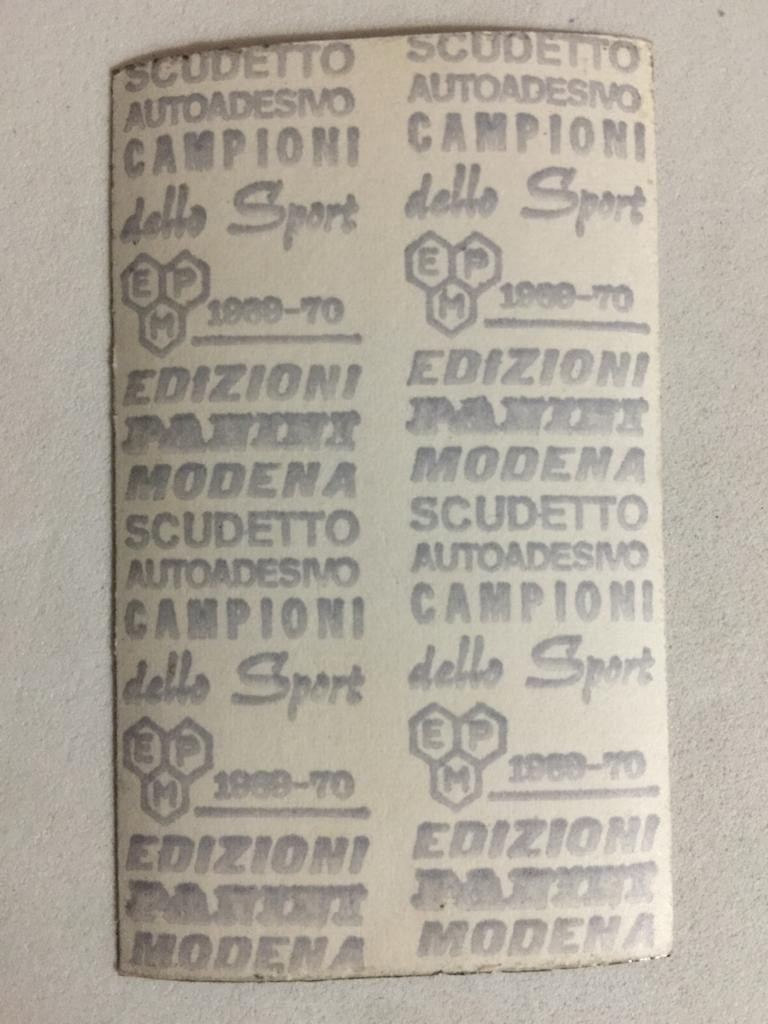 SCUDETTO
AUTOADESIVO
CAMPIONI
dello Sport
EPM 1969-70
EDIZIONI
PANINI
MODENA
SCUDETTO
AUTOADESIVO
CAMPIONI
dello Sport
EPM 1969-70
EDIZIONI
PANINI
MODENA
SCUDETTO
AUTOADESIVO
CAMPIONI
dello Sport
EPM 1969-70
EDIZIONI
PANINI
MODENA
SCUDETTO
AUTOADESIVO
CAMPIONI
dello Sport
EPM 1969-70
EDIZIONI
PANINI
MODENA